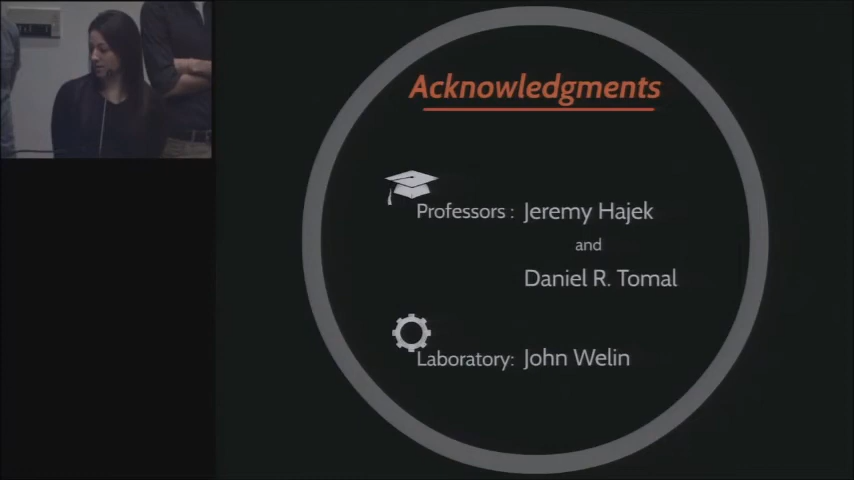 Acknowledgments
Professors : Jeremy Hajek
and
Daniel R. Tomal
Laboratory: John Welin